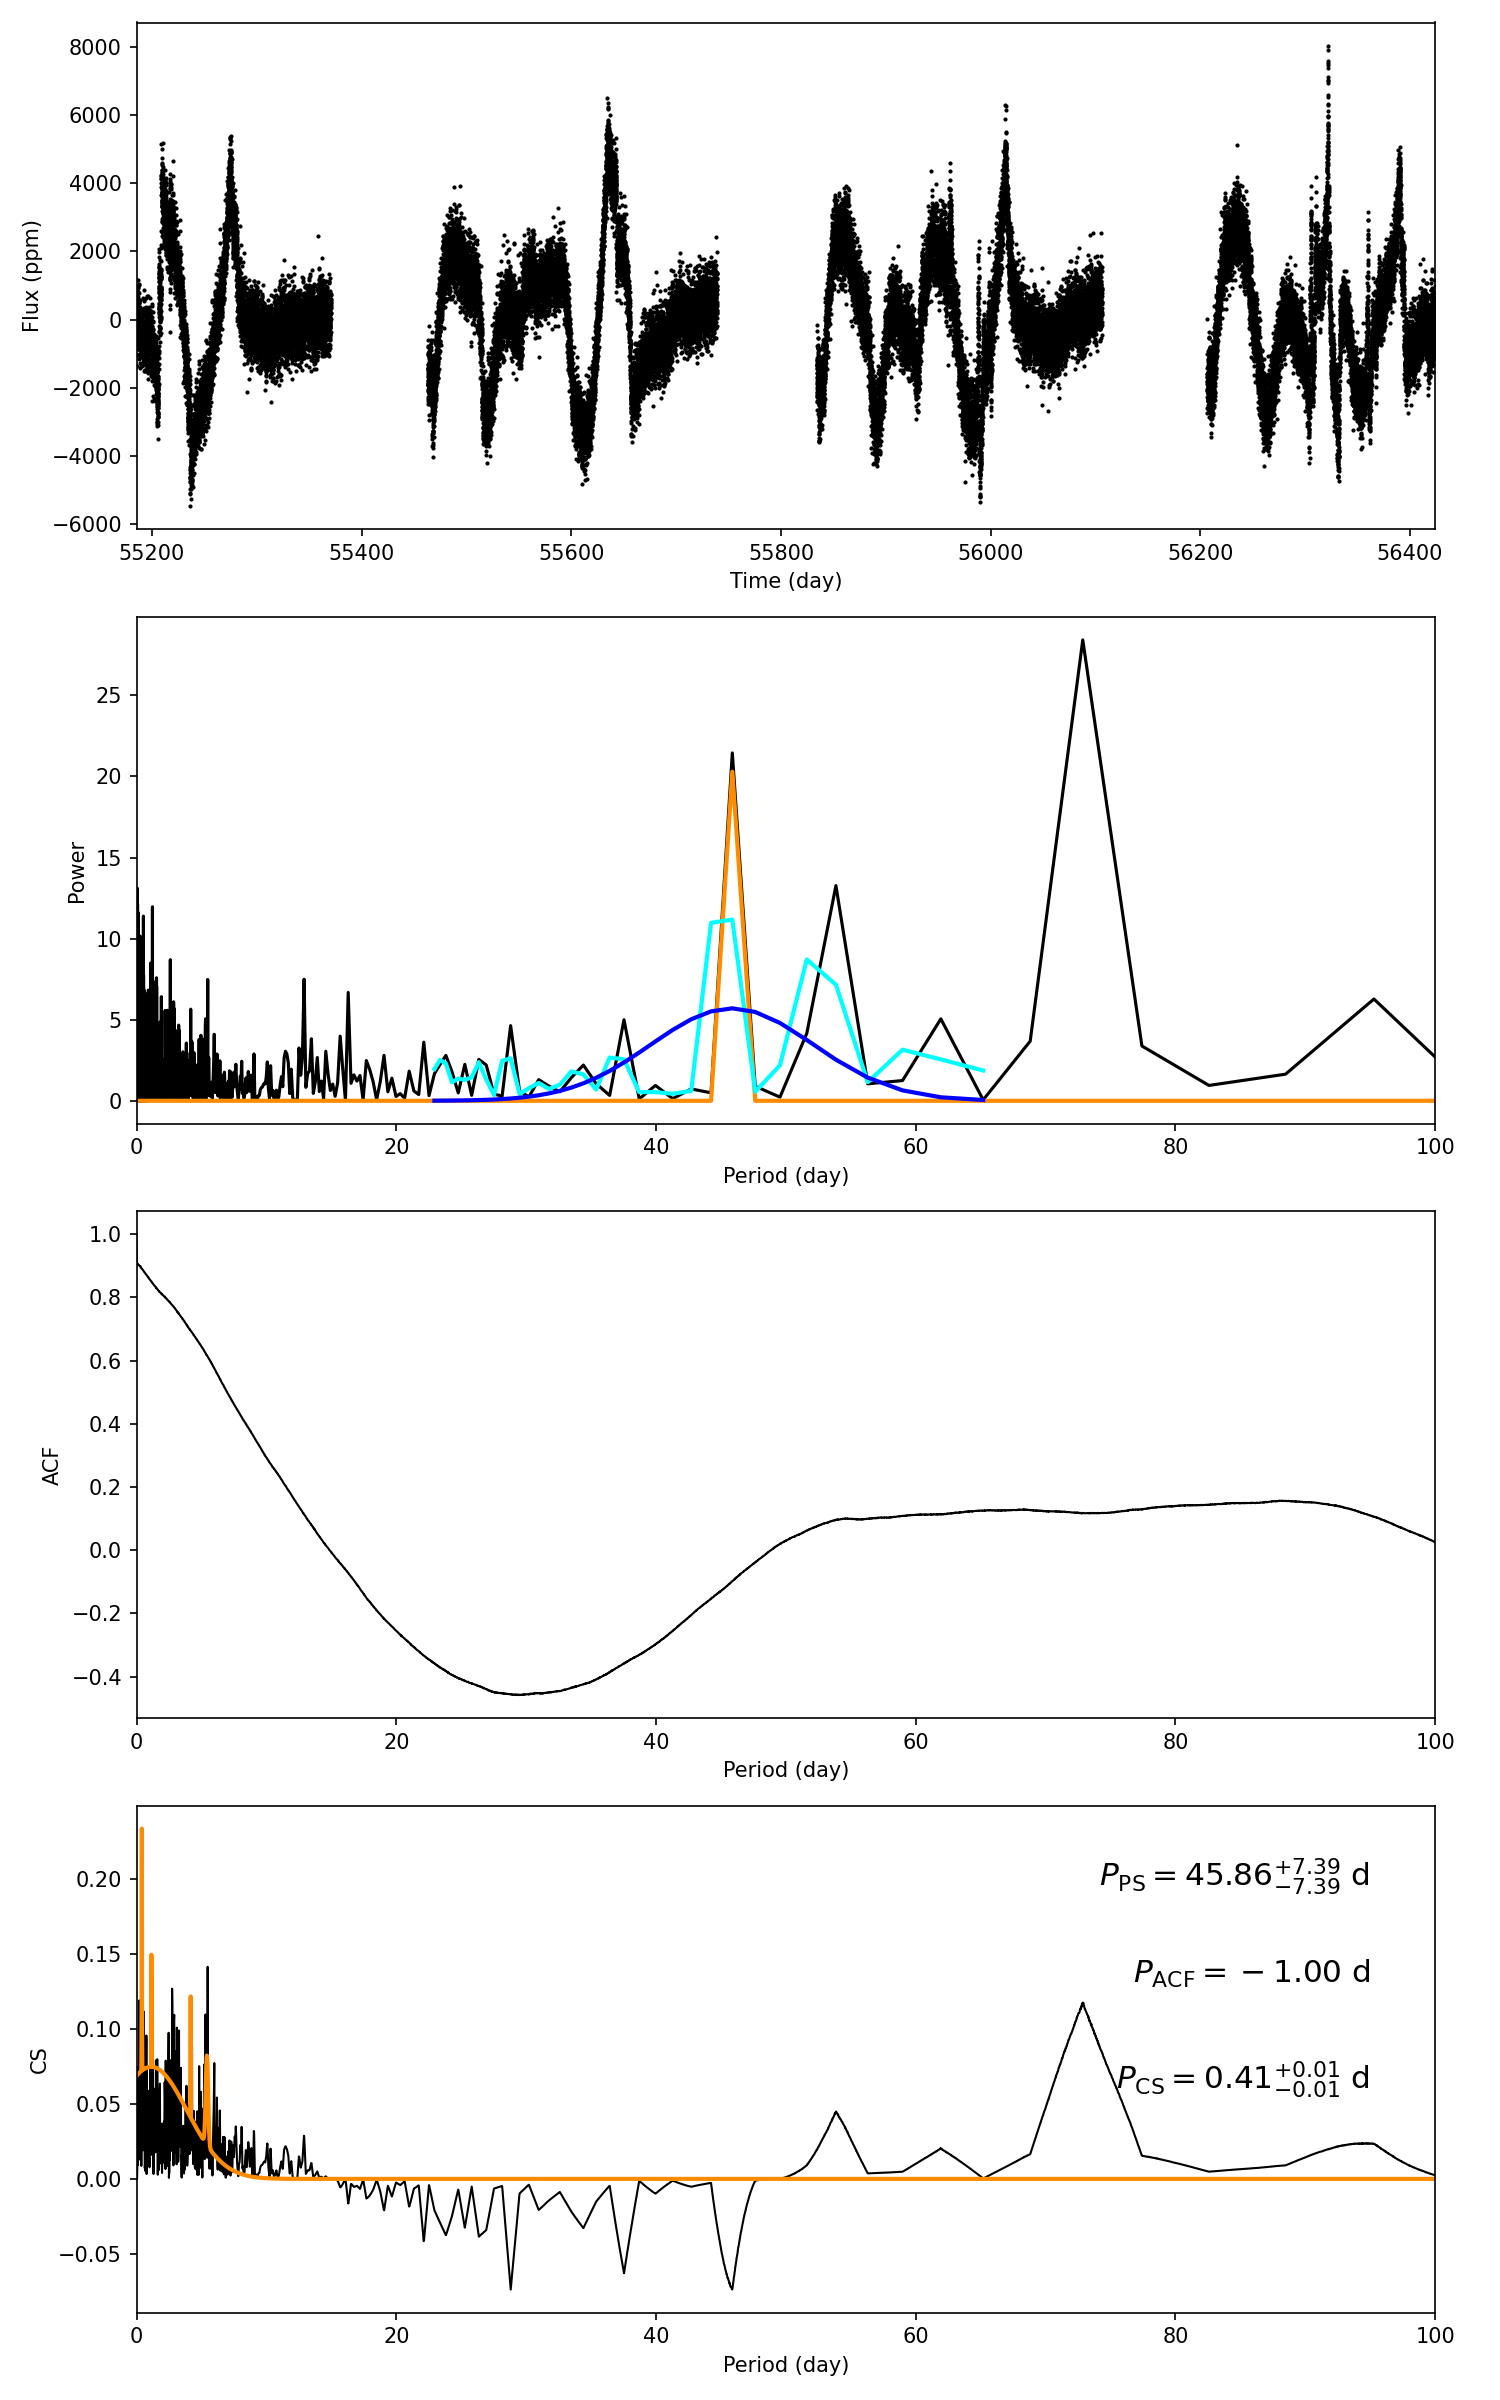 8000
6000
4000
2000
0
−2000
−4000
−6000
Flux (ppm)
55200 55400 55600 55800 56000 56200 56400
Time (day)
25
20
15
10
5
0
Power
0 20 40 60 80 100
Period (day)
1.0
0.8
0.6
0.4
0.2
0.0
−0.2
−0.4
ACF
0 20 40 60 80 100
Period (day)
0.20
0.15
0.10
0.05
0.00
−0.05
CS
P_PS = 45.86^{+7.39}_{−7.39} d
P_ACF = −1.00 d
P_CS = 0.41^{+0.01}_{−0.01} d
0 20 40 60 80 100
Period (day)